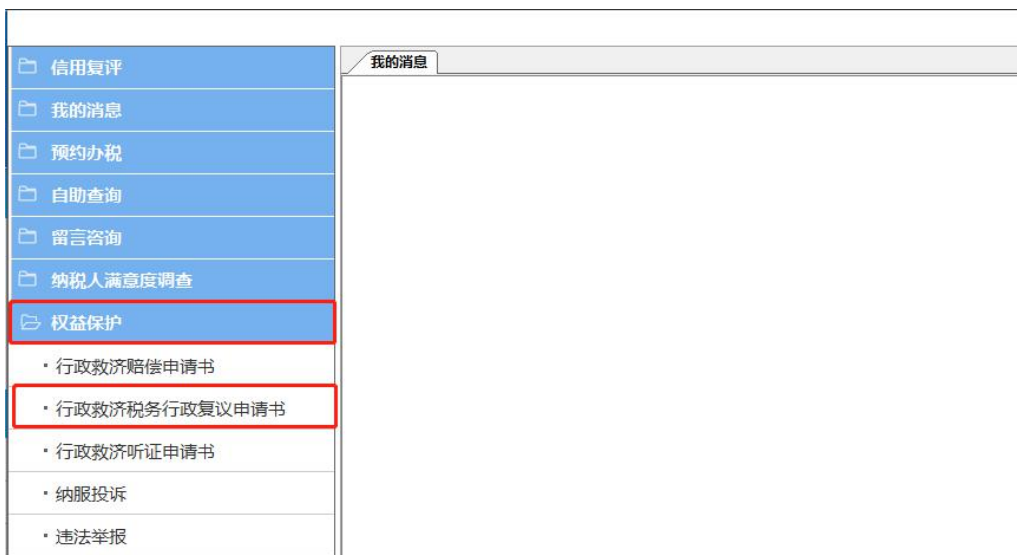 信用复评
我的消息
预约办税
自助查询
留言咨询
纳税人满意度调查
权益保护
行政救济赔偿申请书
行政救济税务行政复议申请书
行政救济听证申请书
纳服投诉
违法举报
我的消息